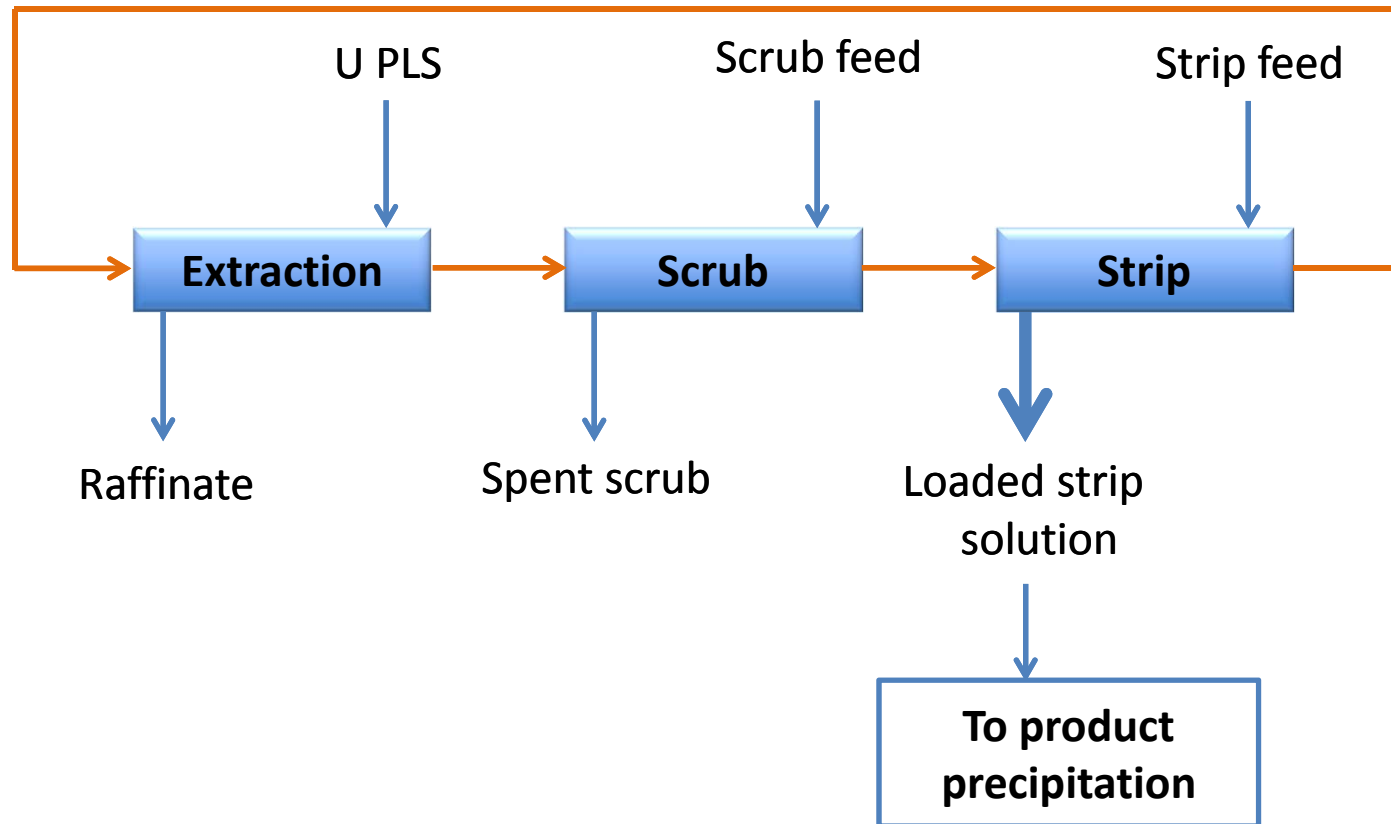 U PLS
Scrub feed
Strip feed
Extraction
Scrub
Strip
Raffinate
Spent scrub
Loaded strip
solution
To product
precipitation